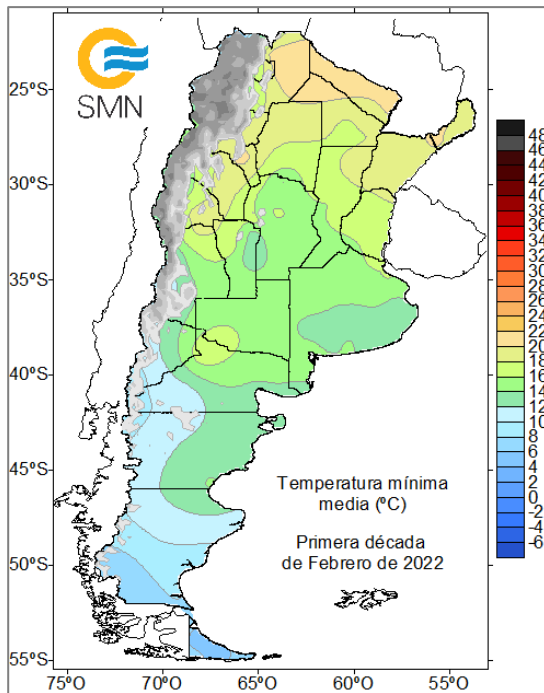 SMN
25°S
30°S
35°S
40°S
45°S
50°S
55°S
75°O
70°O
65°O
60°O
55°O
48
46
44
42
40
38
36
34
32
30
28
26
24
22
20
18
16
14
12
10
8
6
4
2
0
-2
-4
-6
Temperatura mínima
media (ºC)
Primera década
de Febrero de 2022